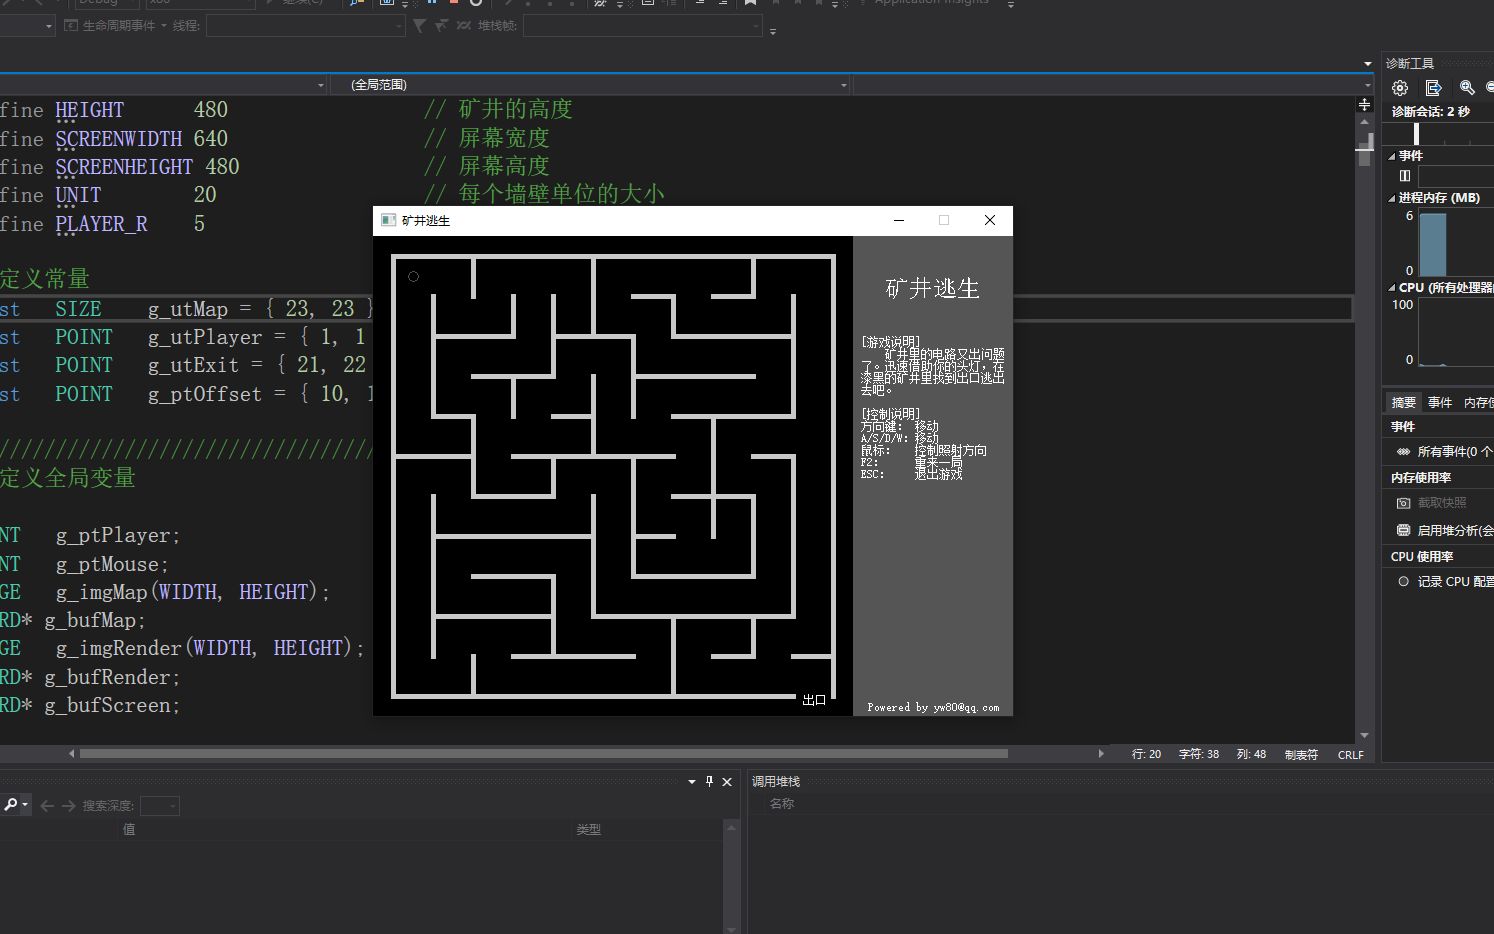 Debug
x86
继续(C)
Application Insights
生命周期事件
线程:
堆栈帧:
(全局范围)
fine HEIGHT 480 // 矿井的高度
fine SCREENWIDTH 640 // 屏幕宽度
fine SCREENHEIGHT 480 // 屏幕高度
fine UNIT 20 // 每个墙壁单位的大小
fine PLAYER_R 5
定义常量
st SIZE g_utMap = { 23, 23 }
st POINT g_utPlayer = { 1, 1
st POINT g_utExit = { 21, 22
st POINT g_ptOffset = { 10, 1
////////////////////////////////
定义全局变量
NT g_ptPlayer;
NT g_ptMouse;
GE g_imgMap(WIDTH, HEIGHT);
RD* g_bufMap;
GE g_imgRender(WIDTH, HEIGHT);
RD* g_bufRender;
RD* g_bufScreen;
矿井逃生
出口
矿井逃生
[游戏说明]
矿井里的电路又出问题
了。迅速借助你的头灯，在
漆黑的矿井里找到出口逃出
去吧。
[控制说明]
方向键： 移动
A/S/D/W: 移动
鼠标： 控制照射方向
F2: 重来一局
ESC: 退出游戏
Powered by yw80@qq.com
诊断工具
诊断会话: 2 秒
事件
进程内存 (MB)
6
0
CPU (所有处理器的
100
0
摘要 事件 内存使
事件
所有事件(0 个
内存使用率
截取快照
启用堆分析(会
CPU 使用率
记录 CPU 配置
行: 20 字符: 38 列: 48 制表符 CRLF
搜索深度:
值 类型
调用堆栈
名称